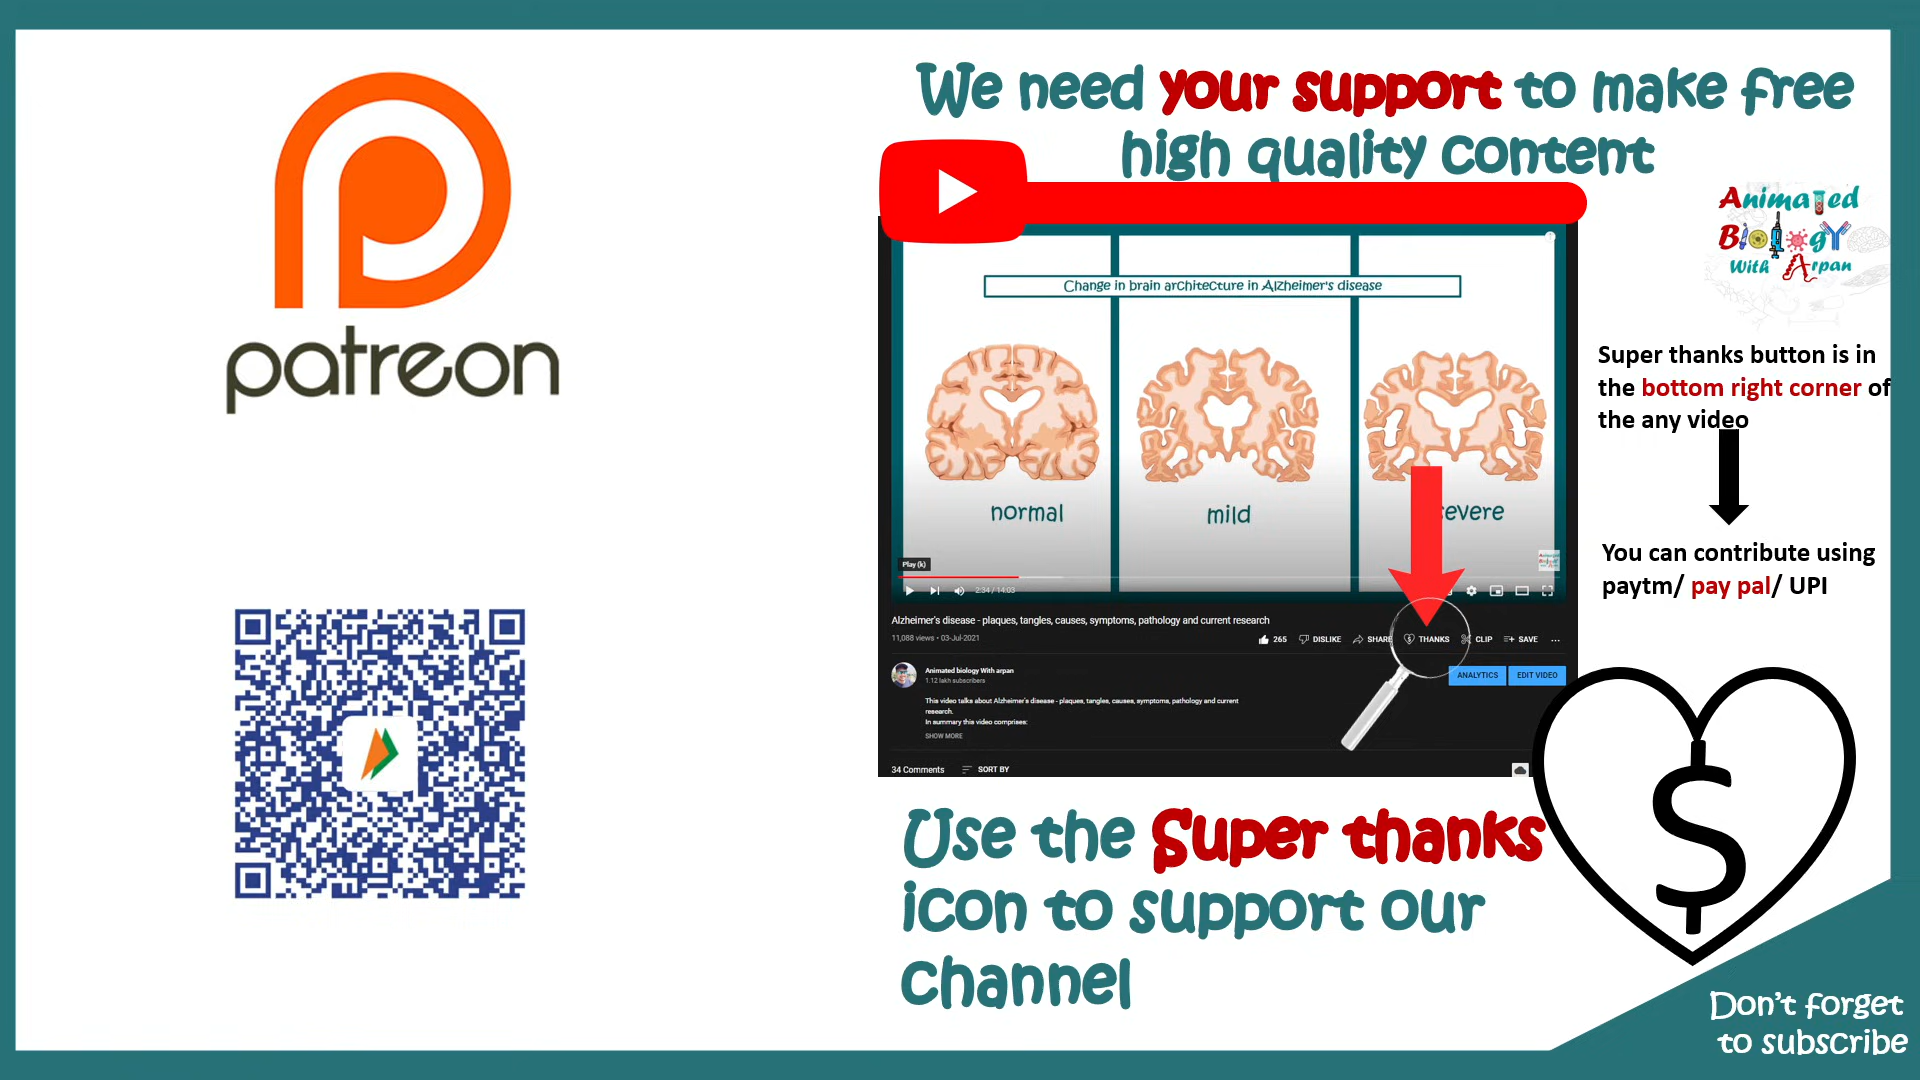 patreon
We need your support to make free
high quality content
Animated
Biology
With Arpan
Change in brain architecture in Alzheimer's disease
normal
mild
severe
Play (k)
2:34 / 14:03
Alzheimer's disease - plaques, tangles, causes, symptoms, pathology and current research
11,088 views • 03-Jul-2021
265 DISLIKE SHARE THANKS CLIP SAVE ...
Animated biology With arpan
1.12 lakh subscribers
ANALYTICS EDIT VIDEO
This video talks about Alzheimer's disease - plaques, tangles, causes, symptoms, pathology and current
research.
In summary this video comprises:
SHOW MORE
34 Comments SORT BY
Super thanks button is in
the bottom right corner of
the any video
You can contribute using
paytm/ pay pal/ UPI
Use the Super thanks
icon to support our
channel
$
Don't forget
to subscribe